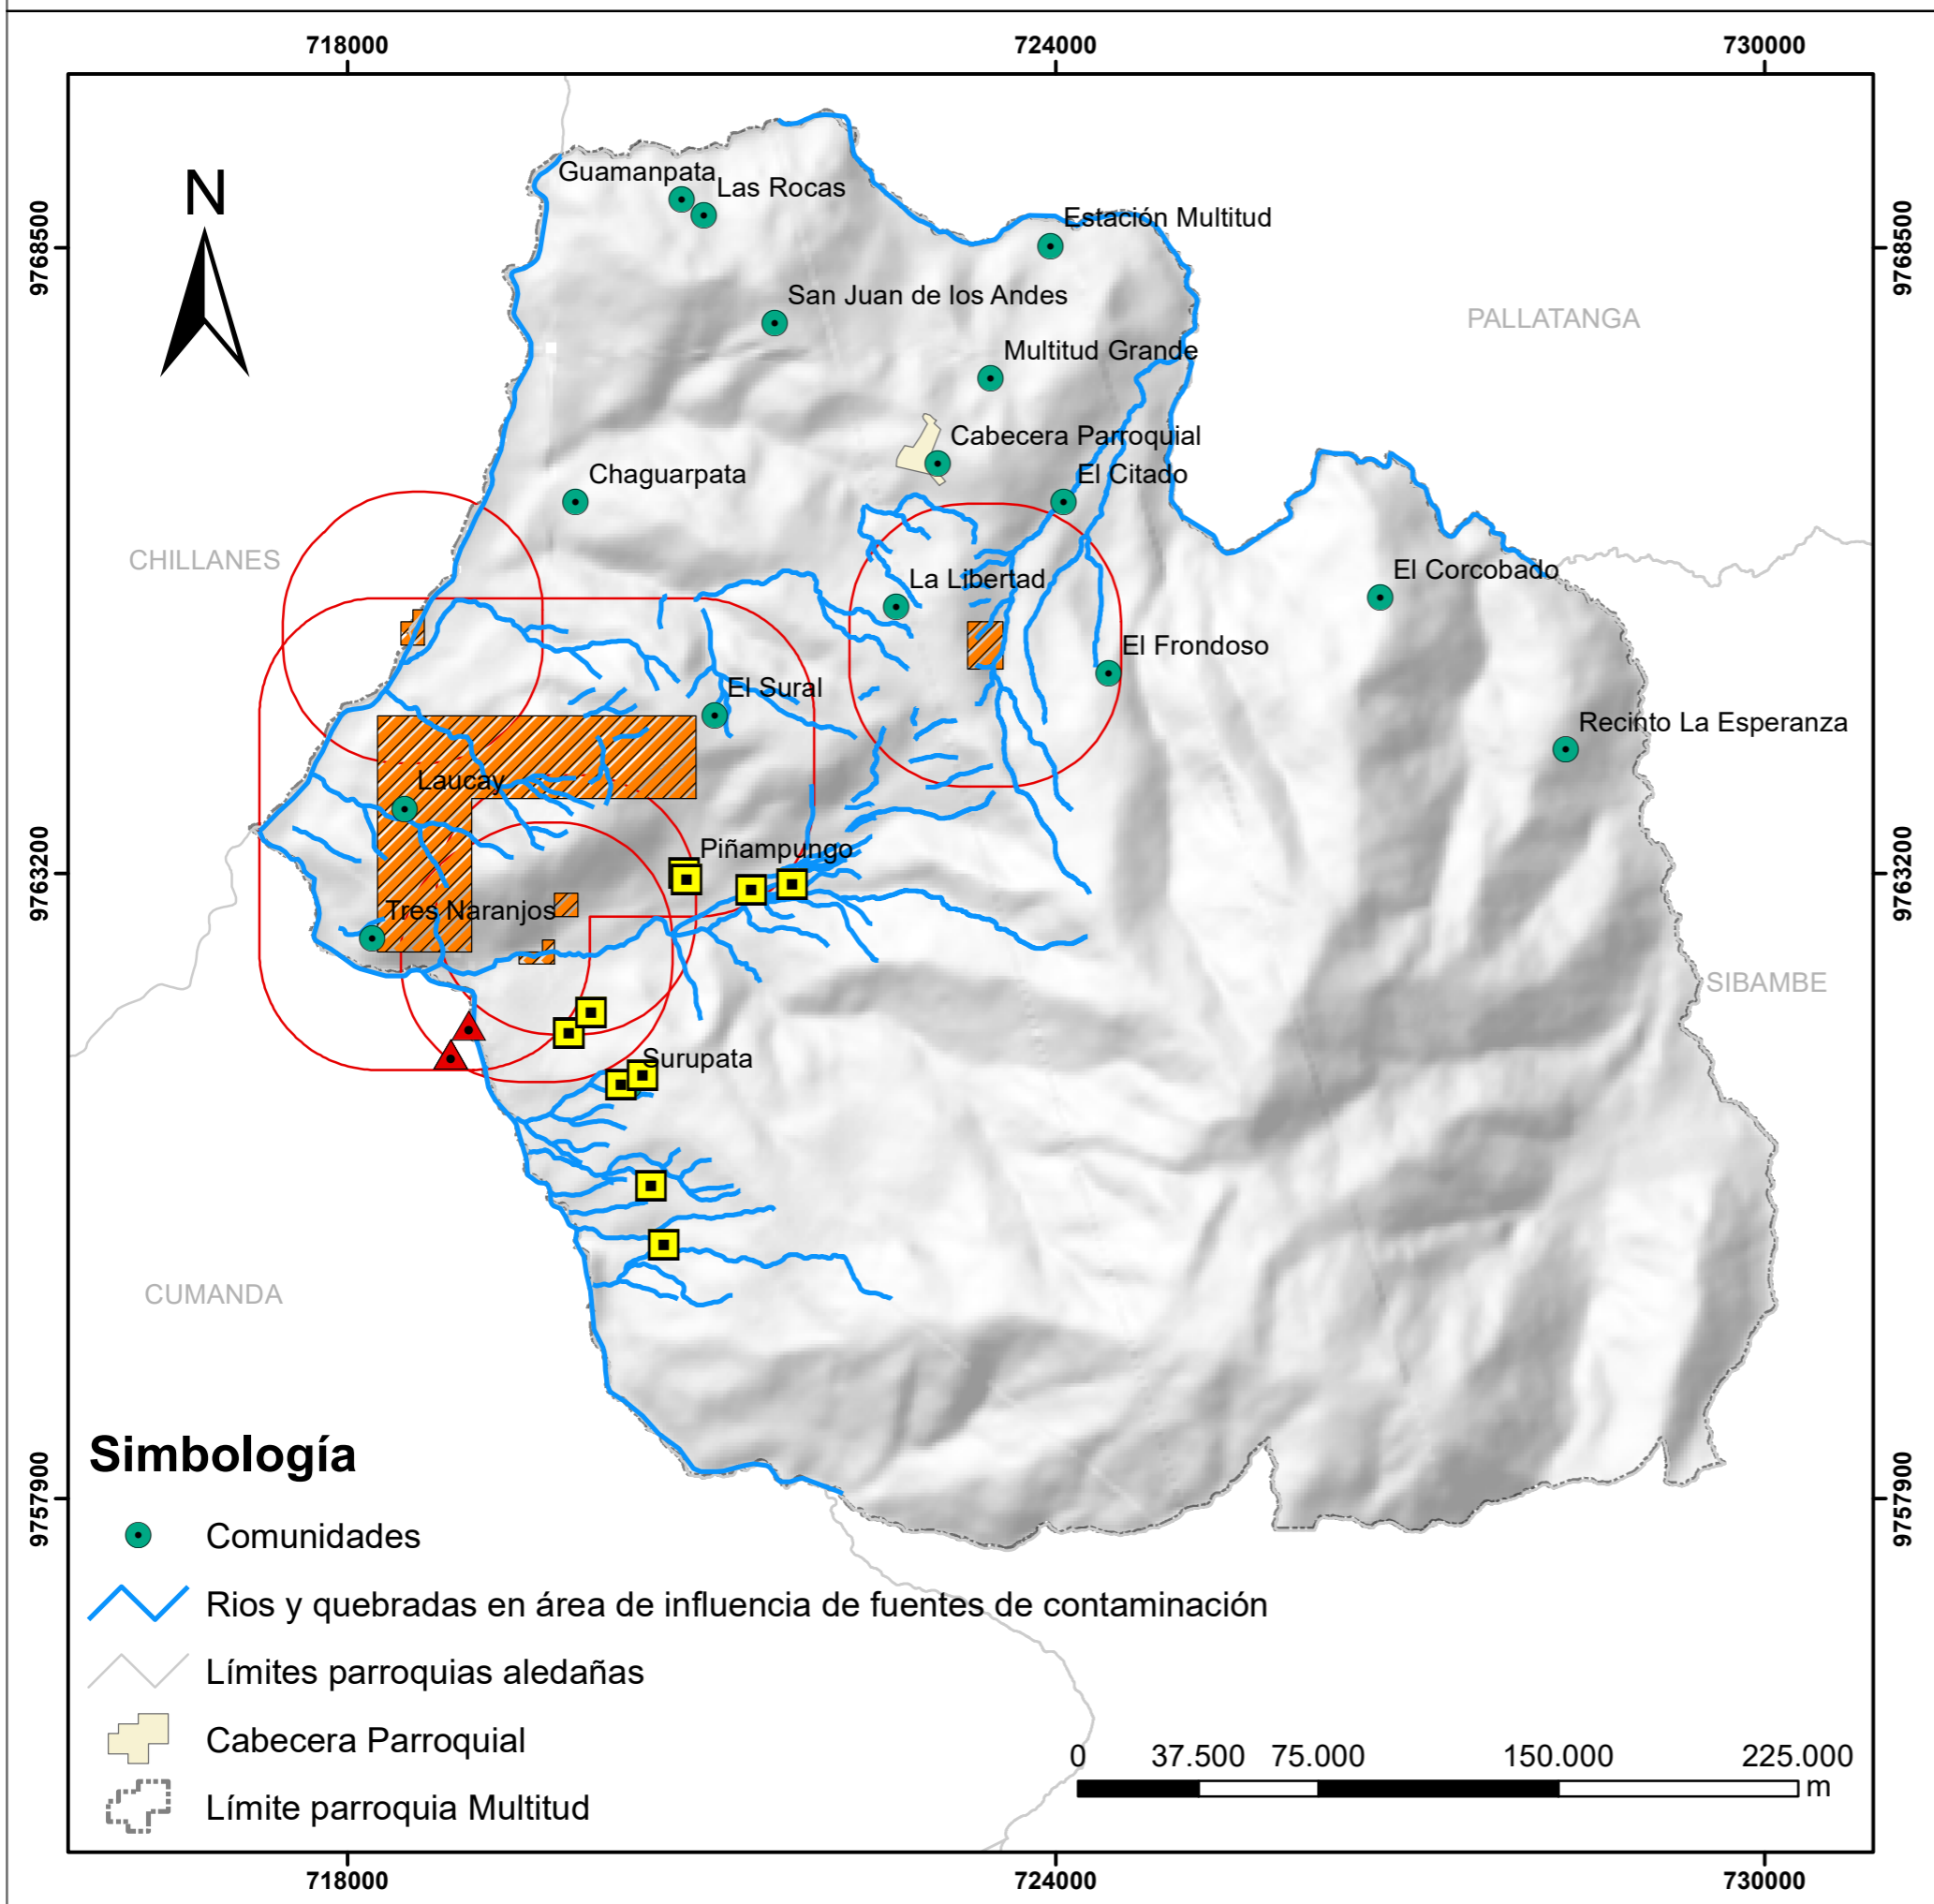 718000 724000 730000
N
Guamanpata
Las Rocas
Estación Multitud
9768500 9768500
San Juan de los Andes
PALLATANGA
Multitud Grande
Cabecera Parroquial
Chaguarpata
El Citado
CHILLANES
La Libertad
El Corcobado
El Frondoso
El Sural
Recinto La Esperanza
Laucay
Piñampungo
9763200 9763200
Tres Naranjos
SIBAMBE
Surupata
CUMANDA
Simbología
9757900 9757900
Comunidades
Rios y quebradas en área de influencia de fuentes de contaminación
Límites parroquias aledañas
Cabecera Parroquial
0 37.500 75.000 150.000 225.000
m
Límite parroquia Multitud
718000 724000 730000